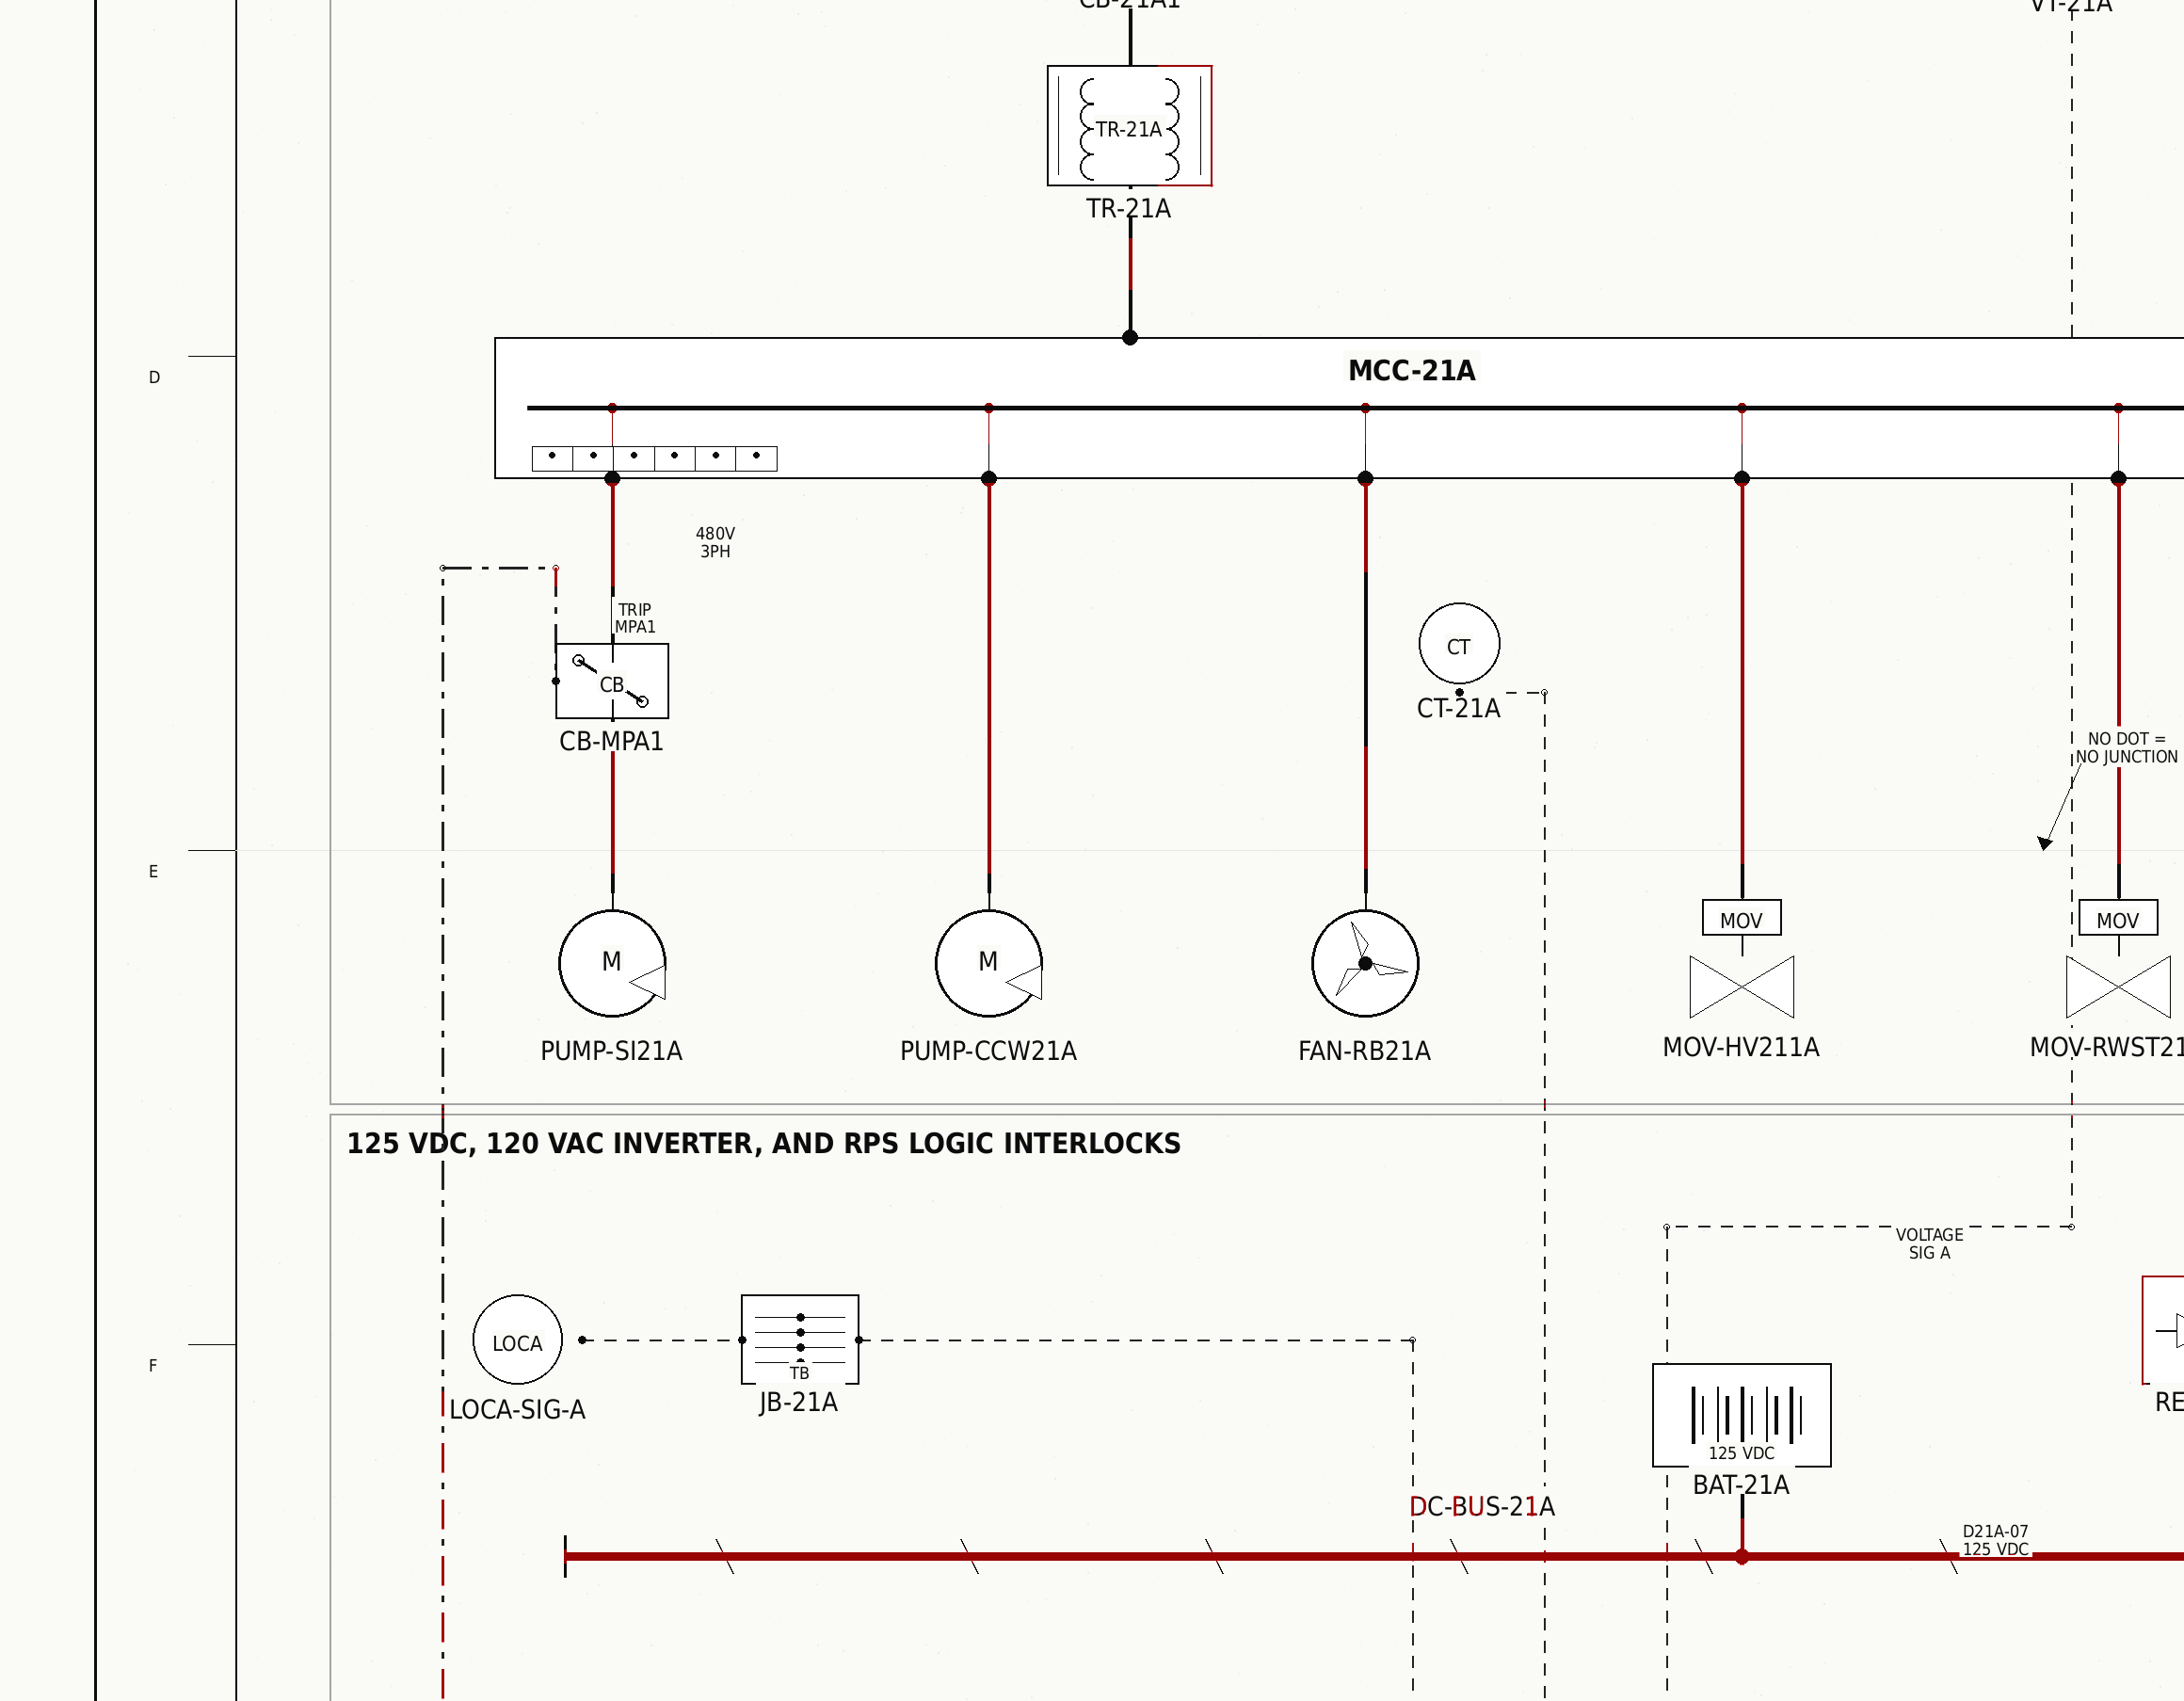 CB-21A1
VT-21A
TR-21A
TR-21A
D
MCC-21A
480V
3PH
TRIP
MPA1
CT
CB
CT-21A
CB-MPA1
NO DOT =
NO JUNCTION
E
MOV
MOV
M
M
PUMP-SI21A
PUMP-CCW21A
FAN-RB21A
MOV-HV211A
MOV-RWST21
125 VDC, 120 VAC INVERTER, AND RPS LOGIC INTERLOCKS
VOLTAGE
SIG A
LOCA
F
TB
LOCA-SIG-A
JB-21A
RE
125 VDC
BAT-21A
DC-BUS-21A
D21A-07
125 VDC